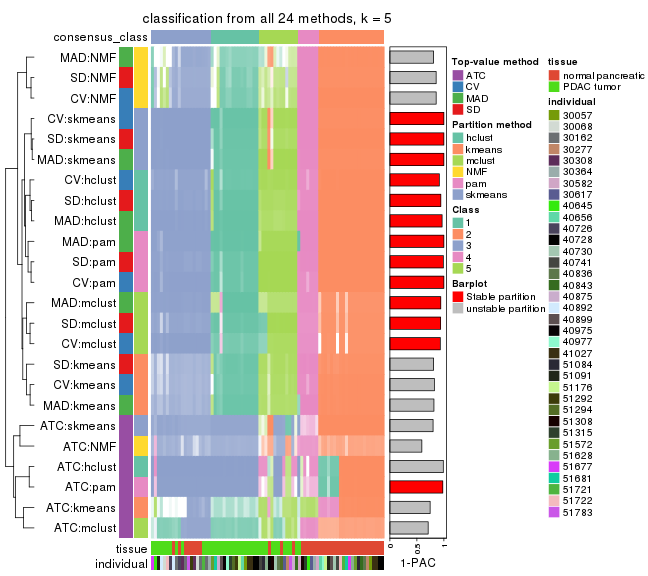 classification from all 24 methods, k = 5
consensus_class
MAD:NMF
SD:NMF
CV:NMF
CV:skmeans
SD:skmeans
MAD:skmeans
CV:hclust
SD:hclust
MAD:hclust
MAD:pam
SD:pam
CV:pam
MAD:mclust
SD:mclust
CV:mclust
SD:kmeans
CV:kmeans
MAD:kmeans
ATC:skmeans
ATC:NMF
ATC:hclust
ATC:pam
ATC:kmeans
ATC:mclust
tissue
individual
0
0.5
1
1-PAC
Top-value method
ATC
CV
MAD
SD
Partition method
hclust
kmeans
mclust
NMF
pam
skmeans
Class
1
2
3
4
5
Barplot
Stable partition
unstable partition
tissue
normal pancreatic
PDAC tumor
individual
30057
30068
30162
30277
30308
30364
30582
30617
40645
40656
40726
40728
40730
40741
40836
40843
40875
40892
40899
40975
40977
41027
51084
51091
51176
51292
51294
51308
51315
51572
51628
51677
51681
51721
51722
51783